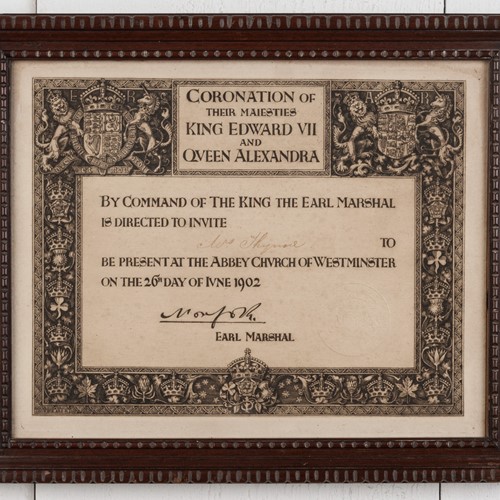 CORONATION OF
THEIR MAJESTIES
KING EDWARD VII
AND
QVEEN ALEXANDRA
BY COMMAND OF THE KING THE EARL MARSHAL
IS DIRECTED TO INVITE
TO
BE PRESENT AT THE ABBEY CHVRCH OF WESTMINSTER
ON THE 26TH DAY OF IVNE 1902
Norfolk
EARL MARSHAL